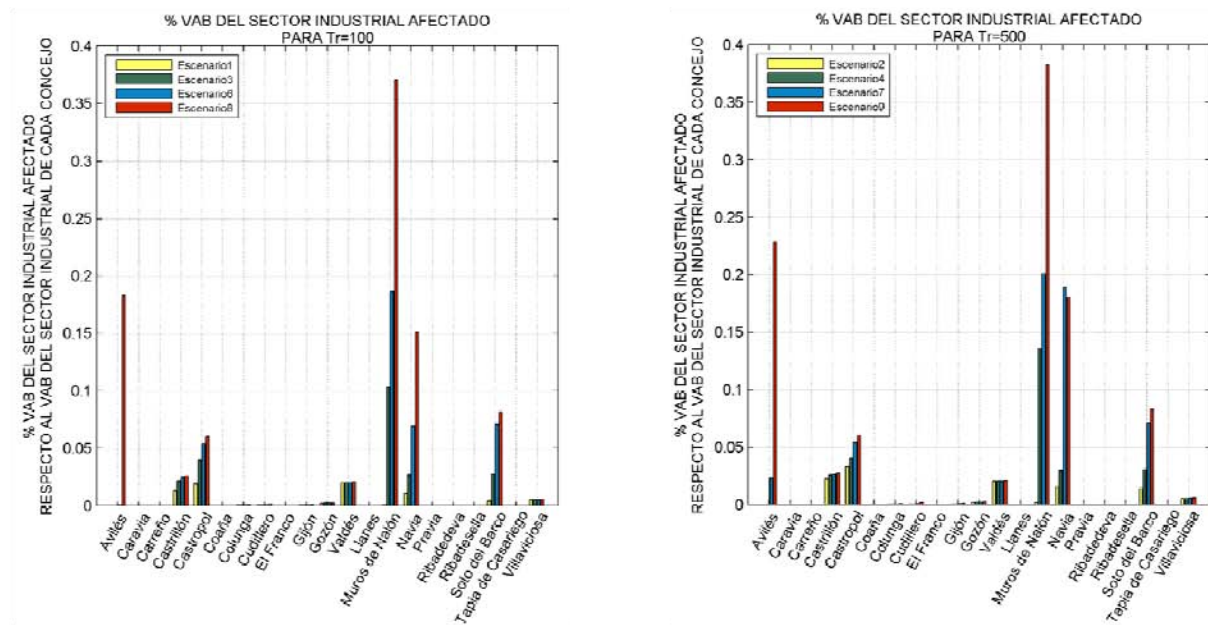 % VAB DEL SECTOR INDUSTRIAL AFECTADO
PARA Tr=100
% VAB DEL SECTOR INDUSTRIAL AFECTADO
RESPECTO AL VAB DEL SECTOR INDUSTRIAL DE CADA CONCEJO
0.4
0.35
0.3
0.25
0.2
0.15
0.1
0.05
0
Escenario1
Escenario3
Escenario6
Escenario8
Avilés
Caravia
Carreño
Castrillón
Castropol
Coaña
Colunga
Cudillero
El Franco
Gijón
Gozón
Valdés
Llanes
Muros de Nalón
Navia
Pravia
Ribadedeva
Ribadesella
Soto del Barco
Tapia de Casariego
Villaviciosa
% VAB DEL SECTOR INDUSTRIAL AFECTADO
PARA Tr=500
% VAB DEL SECTOR INDUSTRIAL AFECTADO
RESPECTO AL VAB DEL SECTOR INDUSTRIAL DE CADA CONCEJO
0.4
0.35
0.3
0.25
0.2
0.15
0.1
0.05
0
Escenario2
Escenario4
Escenario7
Escenario9
Avilés
Caravia
Carreño
Castrillón
Castropol
Coaña
Colunga
Cudillero
El Franco
Gijón
Gozón
Valdés
Llanes
Muros de Nalón
Navia
Pravia
Ribadedeva
Ribadesella
Soto del Barco
Tapia de Casariego
Villaviciosa